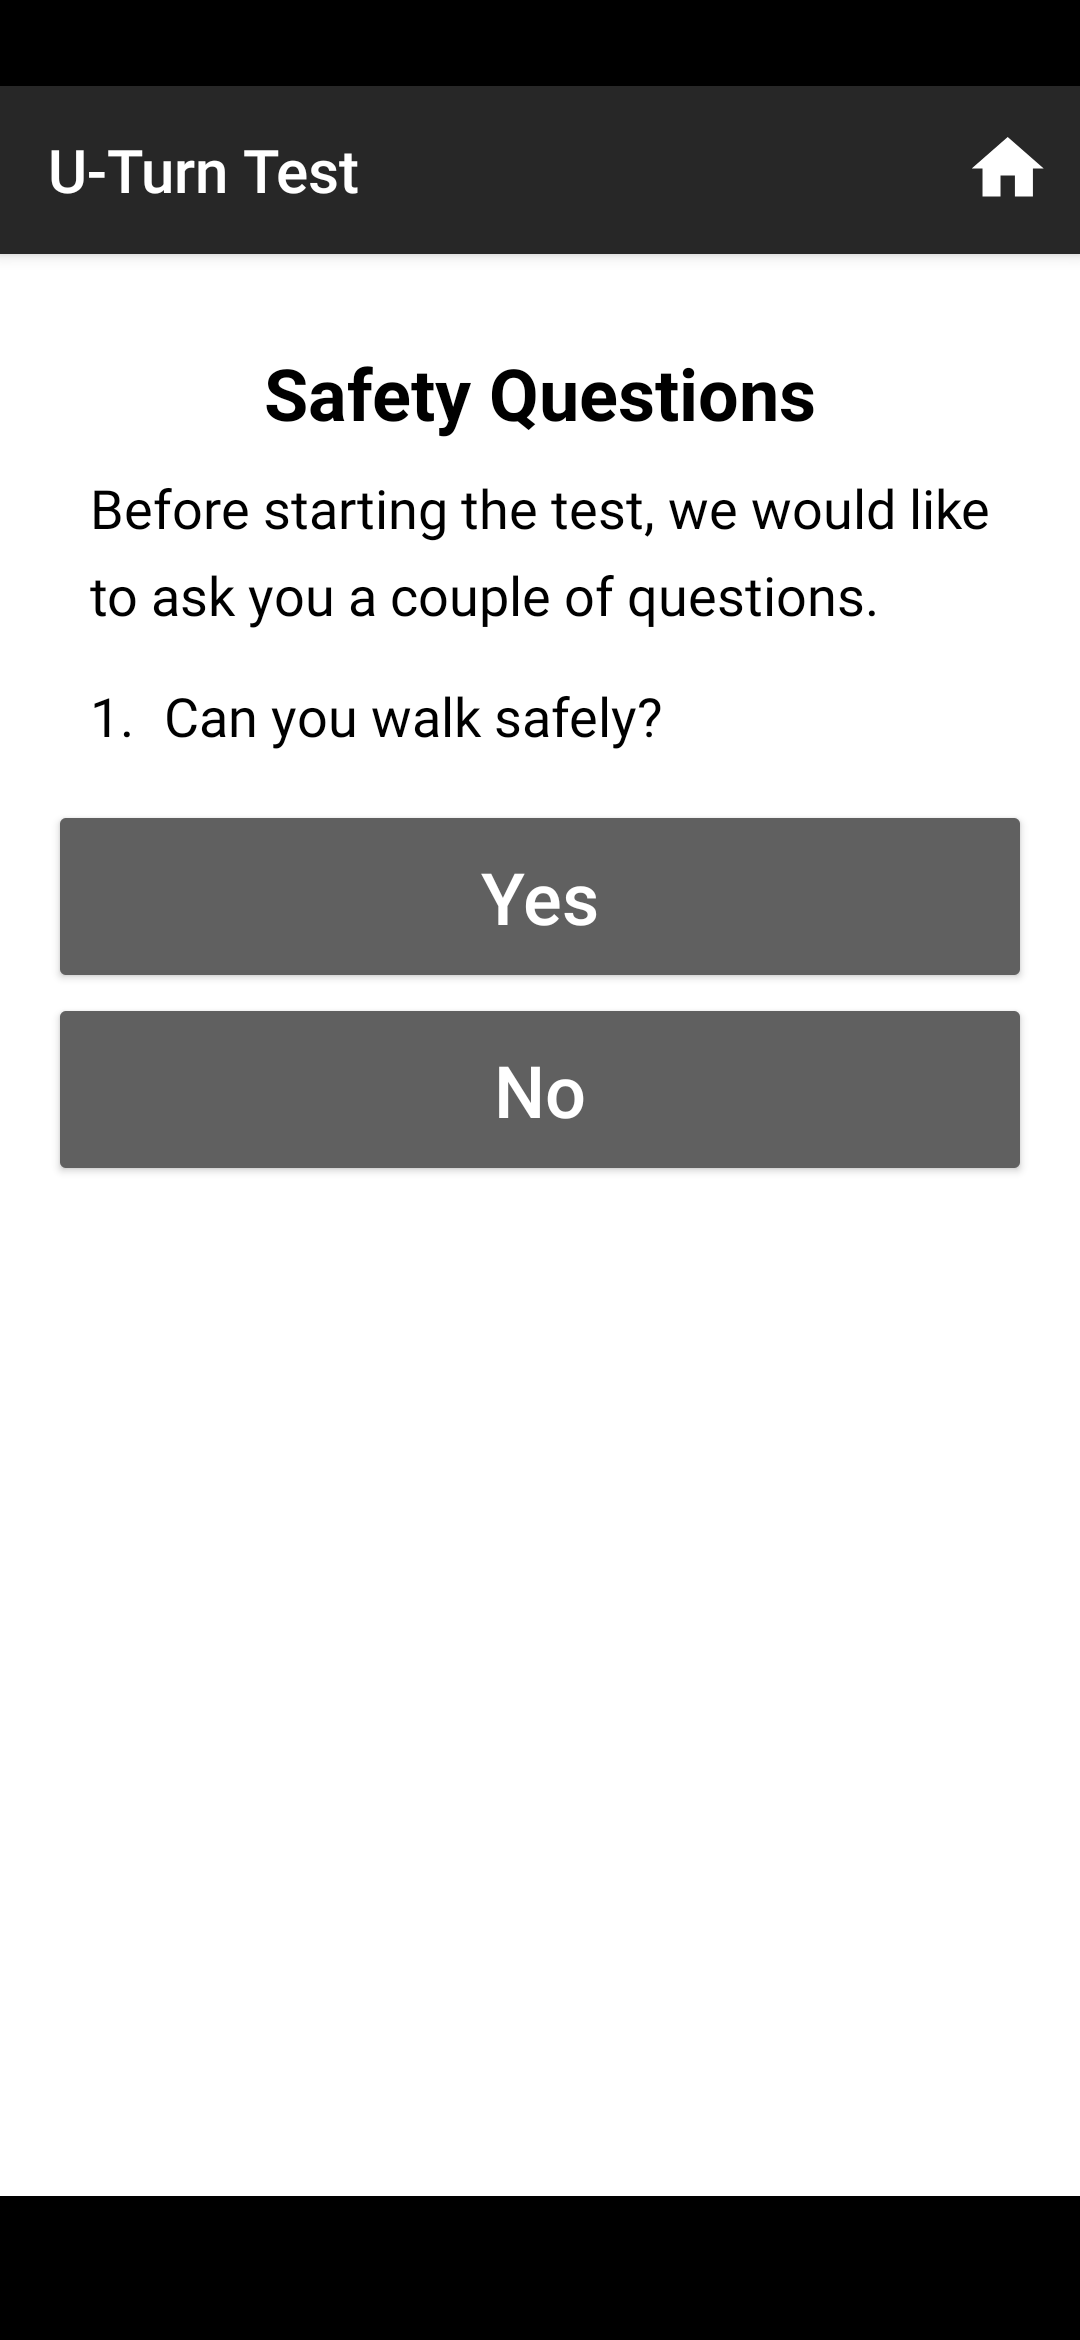 U-Turn Test
Safety Questions
Before starting the test, we would like
to ask you a couple of questions.
1. Can you walk safely?
Yes
No